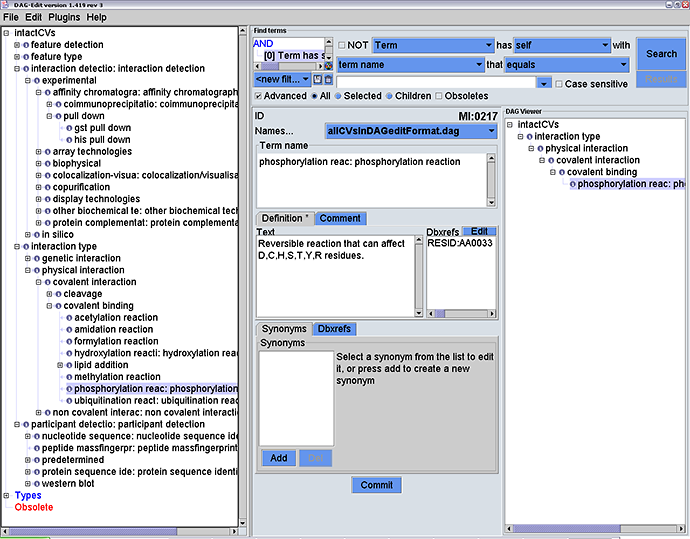 DAG-Edit version 1.419 rev 3
File Edit Plugins Help
intactCVs
feature detection
feature type
interaction detectio: interaction detection
experimental
affinity chromatogra: affinity chromatograph
coimmunoprecipitatio: coimmunoprecipita
pull down
gst pull down
his pull down
array technologies
biophysical
colocalization-visua: colocalization/visualisa
copurification
display technologies
other biochemical te: other biochemical tech
protein complementat: protein complementa
in silico
interaction type
genetic interaction
physical interaction
covalent interaction
cleavage
covalent binding
acetylation reaction
amidation reaction
formylation reaction
hydroxylation reacti: hydroxylation reac
lipid addition
methylation reaction
phosphorylation reac: phosphorylation
ubiquitination react: ubiquitination reac
non covalent interac: non covalent interactio
participant detectio: participant detection
nucleotide sequence: nucleotide sequence ide
peptide massfingerpr: peptide massfingerprint
predetermined
protein sequence ide: protein sequence identi
western blot
Types
Obsolete
Find terms
AND
[0] Term has s
NOT Term has self with
term name that equals
Search
Results
<new filt...
Case sensitive
Advanced All Selected Children Obsoletes
ID MI:0217
Names... allCVsInDAGeditFormat.dag
Term name
phosphorylation reac: phosphorylation reaction
Definition * Comment
Text
Reversible reaction that can affect
D,C,H,S,T,Y,R residues.
Dbxrefs Edit
RESID:AA0033
Synonyms Dbxrefs
Synonyms
Select a synonym from the list to edit
it, or press add to create a new
synonym
Add Del
Commit
DAG Viewer
intactCVs
interaction type
physical interaction
covalent interaction
covalent binding
phosphorylation reac: pho